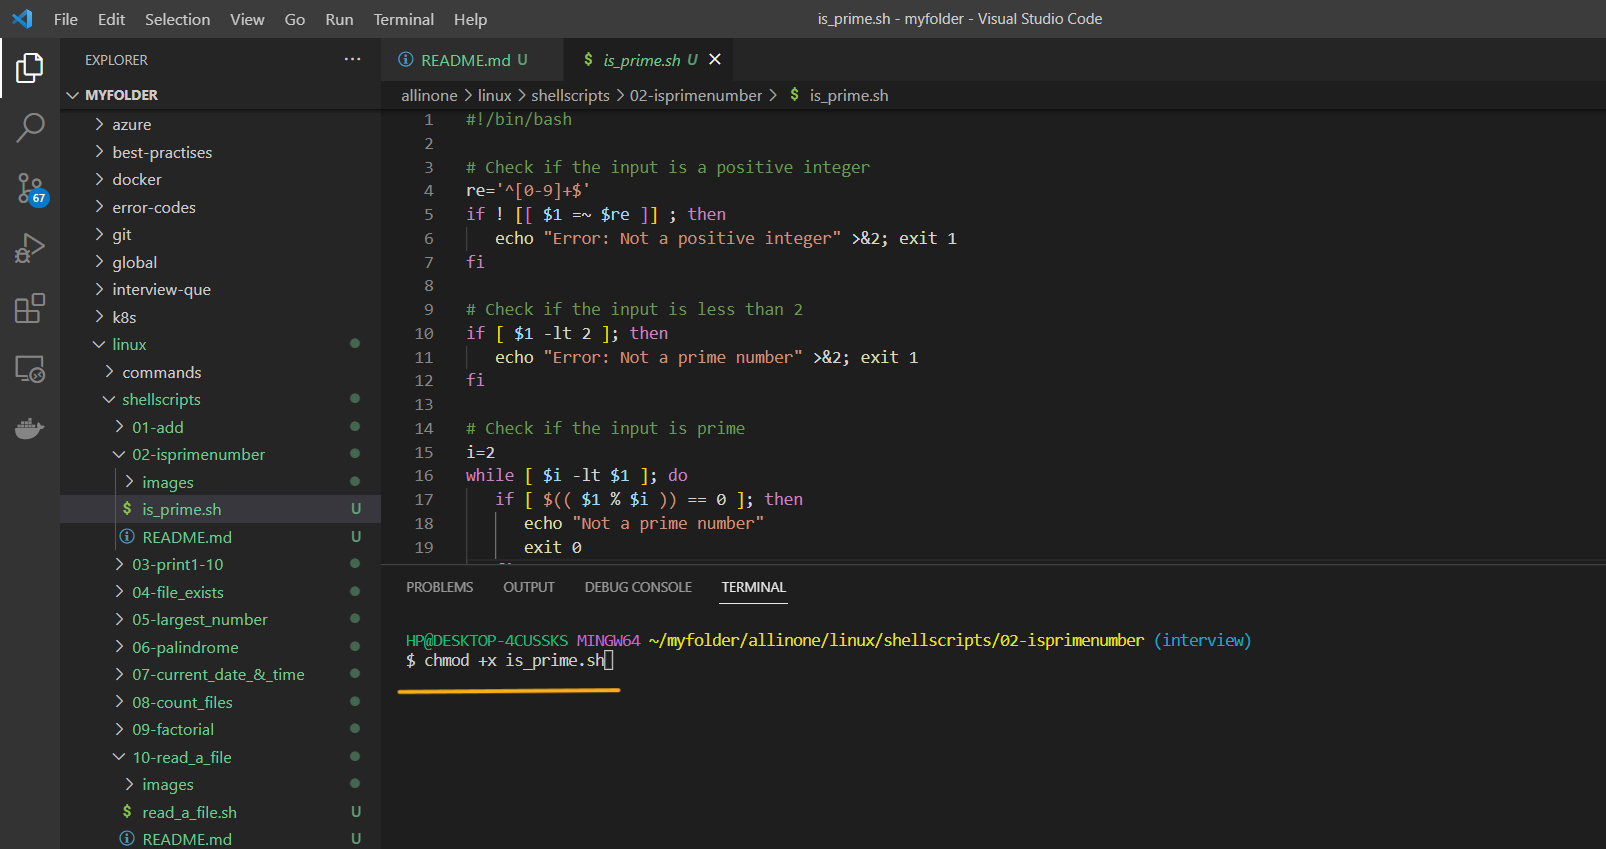 File Edit Selection View Go Run Terminal Help
is_prime.sh - myfolder - Visual Studio Code
EXPLORER
MYFOLDER
azure
best-practises
docker
error-codes
git
global
interview-que
k8s
linux
commands
shellscripts
01-add
02-isprimenumber
images
$ is_prime.sh U
README.md U
03-print1-10
04-file_exists
05-largest_number
06-palindrome
07-current_date_&_time
08-count_files
09-factorial
10-read_a_file
images
$ read_a_file.sh U
README.md U
67
README.md U
$ is_prime.sh U
allinone > linux > shellscripts > 02-isprimenumber > $ is_prime.sh
1 #!/bin/bash
2
3 # Check if the input is a positive integer
4 re='^[0-9]+$'
5 if ! [[ $1 =~ $re ]] ; then
6 echo "Error: Not a positive integer" >&2; exit 1
7 fi
8
9 # Check if the input is less than 2
10 if [ $1 -lt 2 ]; then
11 echo "Error: Not a prime number" >&2; exit 1
12 fi
13
14 # Check if the input is prime
15 i=2
16 while [ $i -lt $1 ]; do
17 if [ $(( $1 % $i )) == 0 ]; then
18 echo "Not a prime number"
19 exit 0
PROBLEMS OUTPUT DEBUG CONSOLE TERMINAL
HP@DESKTOP-4CUSSKS MINGW64 ~/myfolder/allinone/linux/shellscripts/02-isprimenumber (interview)
$ chmod +x is_prime.sh